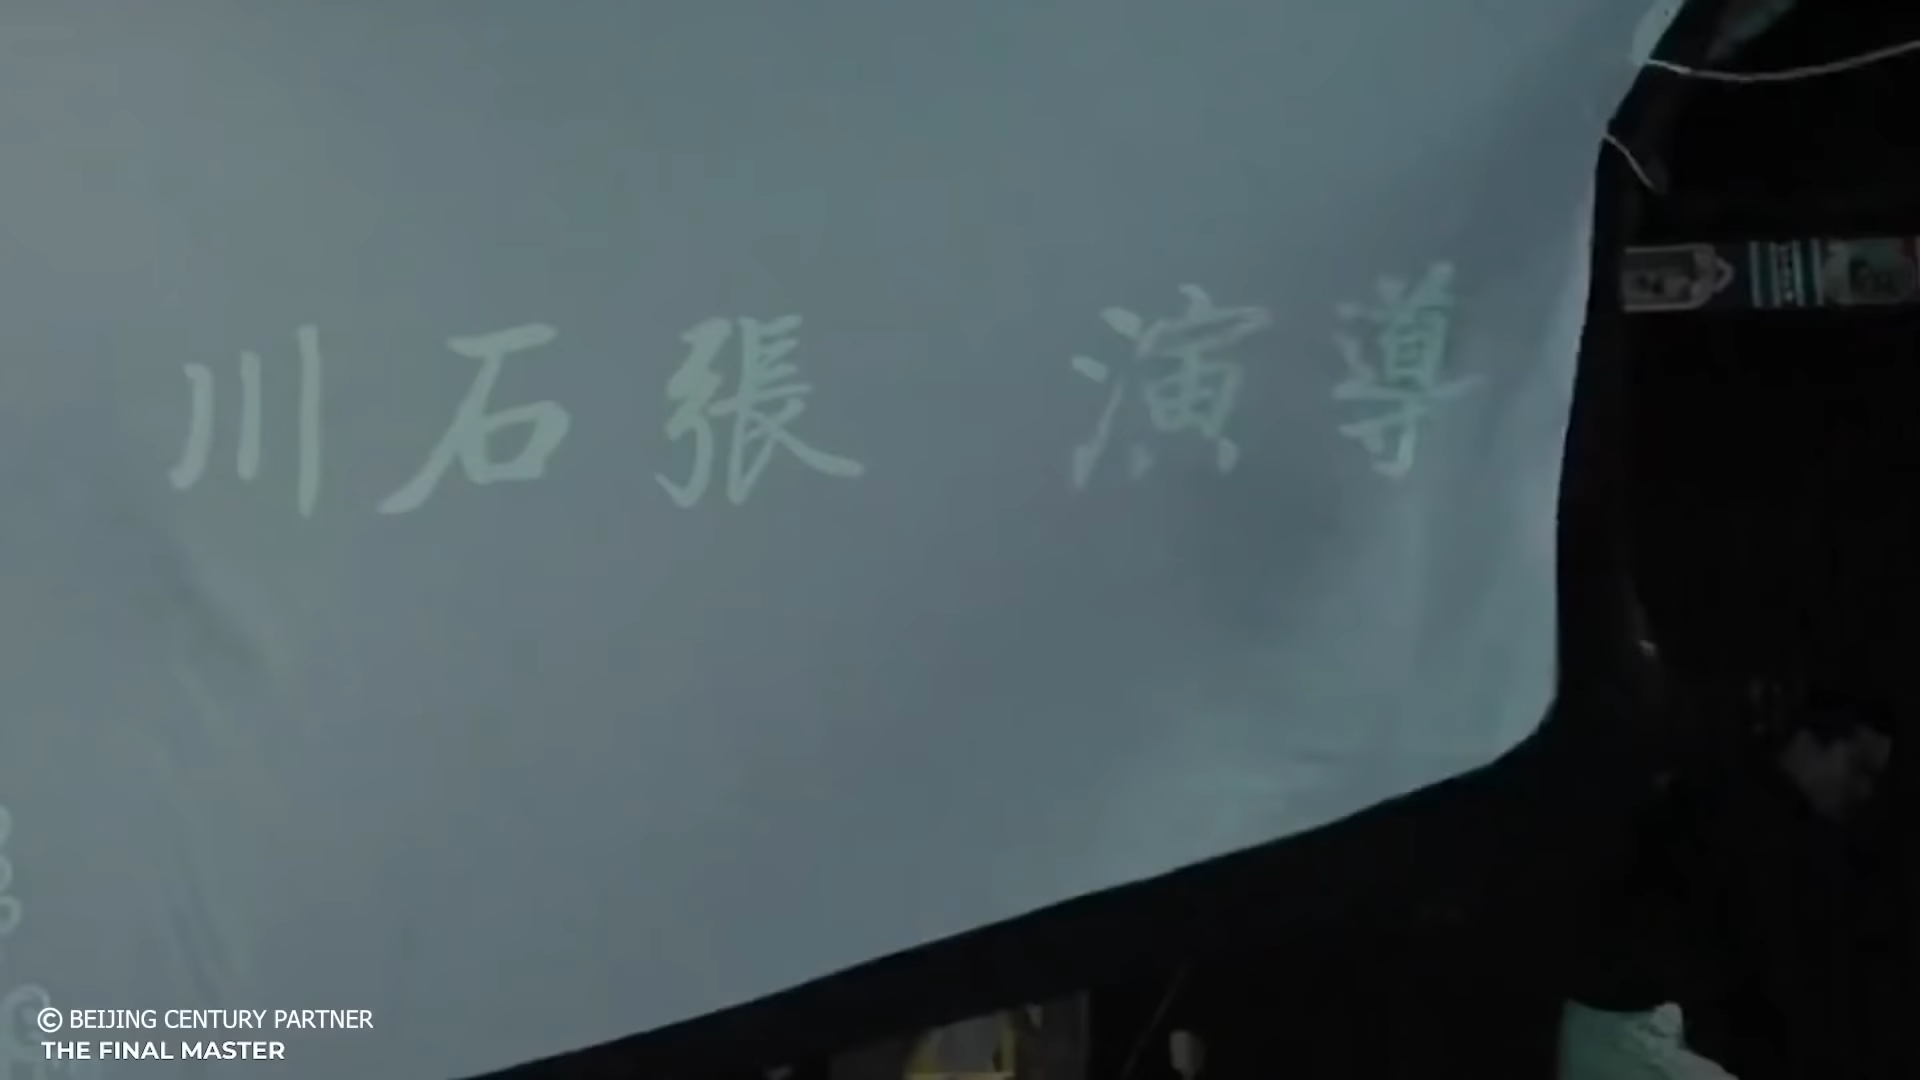 導演 張石川
© BEIJING CENTURY PARTNER
THE FINAL MASTER